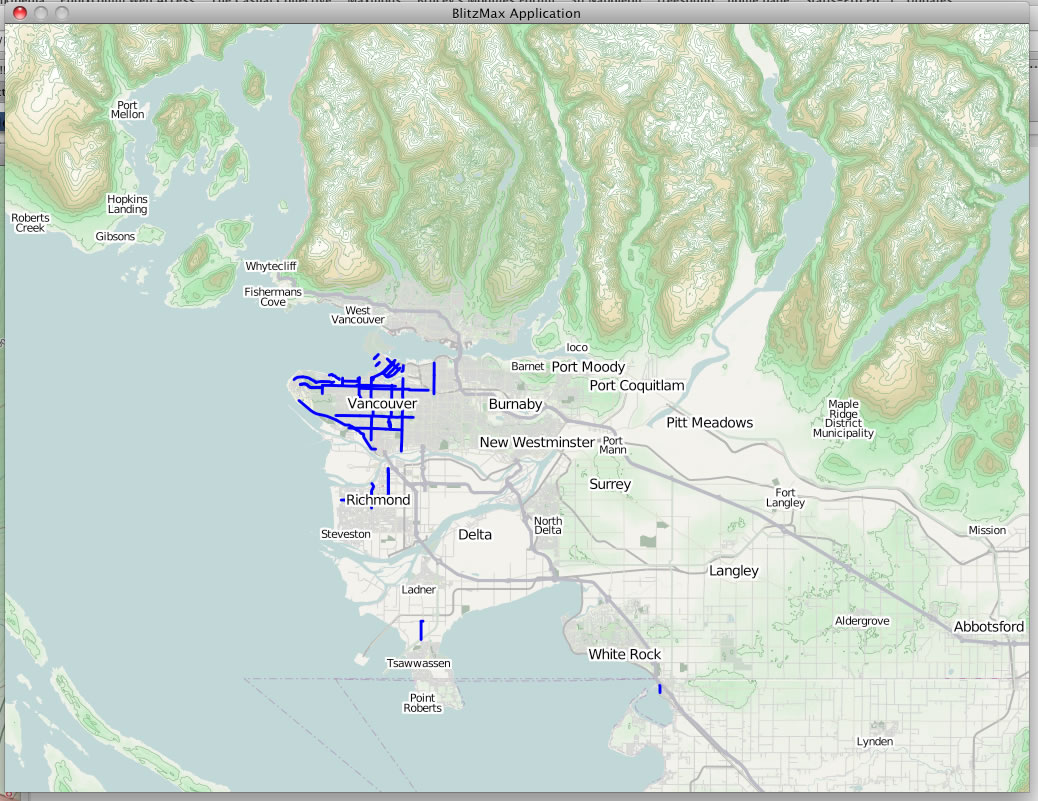 BlitzMax Application
Port
Mellon
Hopkins
Landing
Roberts
Creek
Gibsons
Whytecliff
Fishermans
Cove
West
Vancouver
Ioco
Barnet
Port Moody
Port Coquitlam
Vancouver
Burnaby
Maple
Ridge
District
Municipality
Pitt Meadows
New Westminster
Port
Mann
Surrey
Richmond
Fort
Langley
Steveston
Delta
North
Delta
Mission
Langley
Ladner
Aldergrove
Abbotsford
White Rock
Tsawwassen
Point
Roberts
Lynden